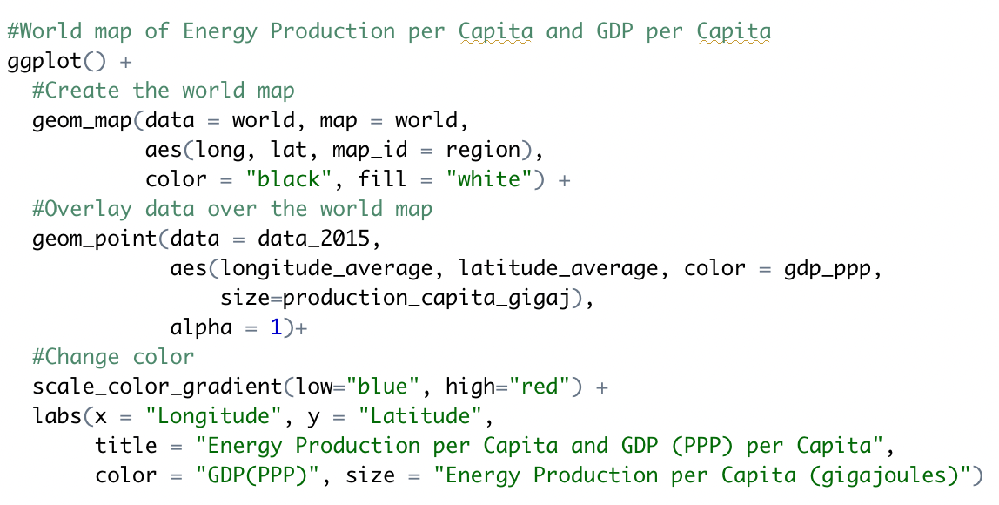 #World map of Energy Production per Capita and GDP per Capita
ggplot() +
  #Create the world map
  geom_map(data = world, map = world,
           aes(long, lat, map_id = region),
           color = "black", fill = "white") +
  #Overlay data over the world map
  geom_point(data = data_2015,
             aes(longitude_average, latitude_average, color = gdp_ppp,
                 size=production_capita_gigaj),
             alpha = 1)+
  #Change color
  scale_color_gradient(low="blue", high="red") +
  labs(x = "Longitude", y = "Latitude",
       title = "Energy Production per Capita and GDP (PPP) per Capita",
       color = "GDP(PPP)", size = "Energy Production per Capita (gigajoules)")